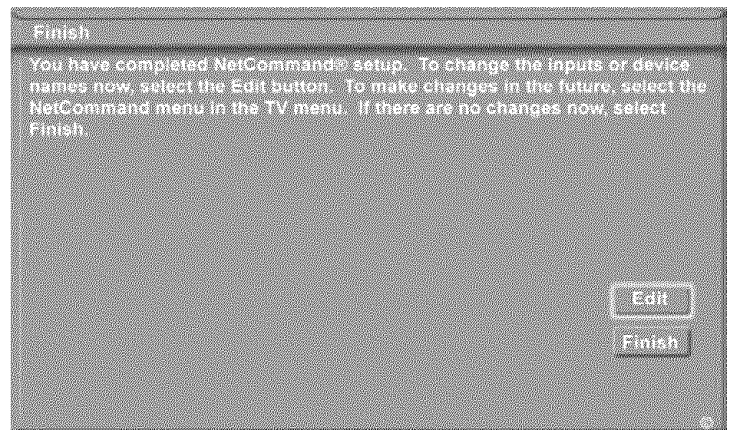 Finish
You have completed NetCommand® setup. To change the inputs or device
names now, select the Edit button. To make changes in the future, select the
NetCommand menu in the TV menu. If there are no changes now, select
Finish.
Edit
Finish